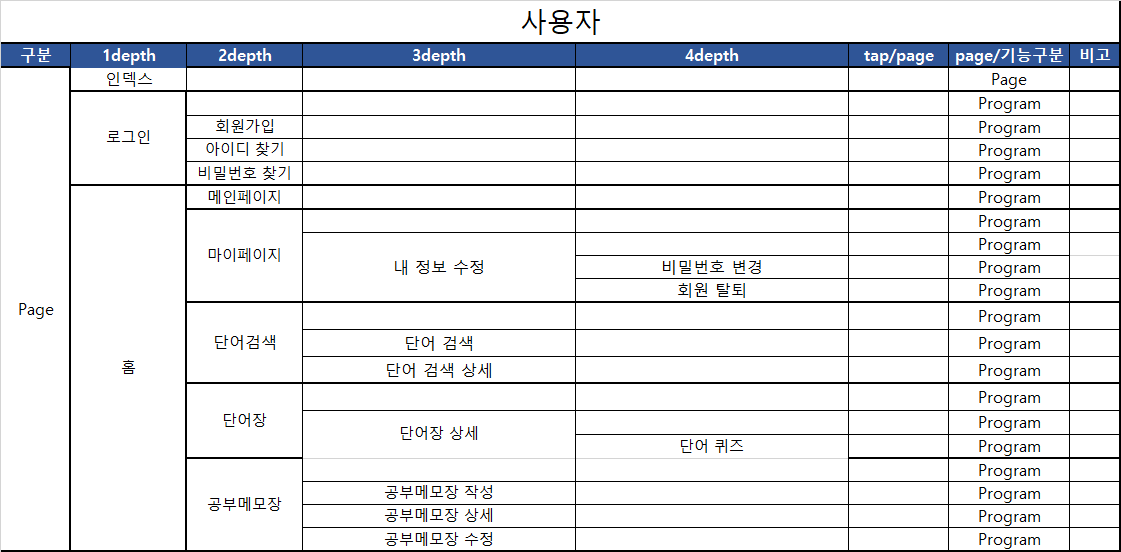 사용자
구분 1depth 2depth 3depth 4depth tap/page page/기능구분 비고
인덱스 Page
Program
회원가입 Program
로그인
아이디 찾기 Program
비밀번호 찾기 Program
메인페이지 Program
Program
Program
마이페이지
내 정보 수정 비밀번호 변경 Program
회원 탈퇴 Program
Page
Program
단어검색 단어 검색 Program
홈
단어 검색 상세 Program
Program
단어장
단어장 상세 Program
단어 퀴즈 Program
Program
공부메모장 작성 Program
공부메모장
공부메모장 상세 Program
공부메모장 수정 Program